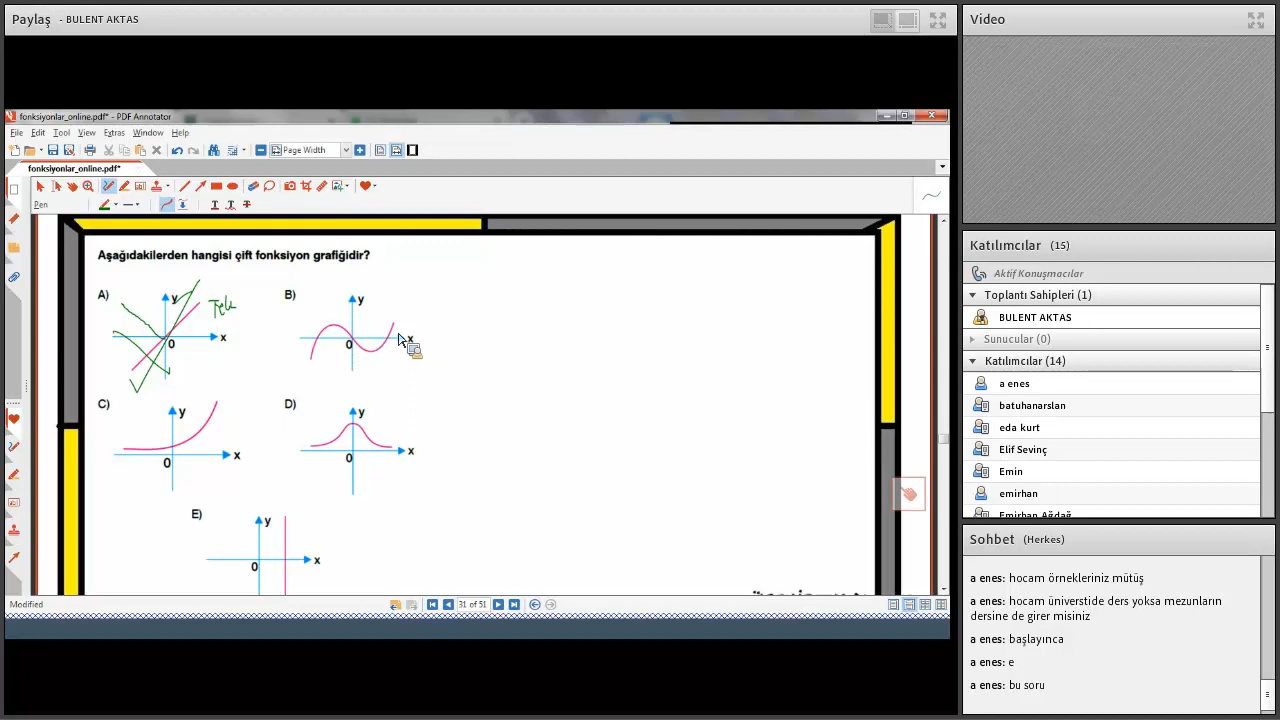 Paylaş - BULENT AKTAS
fonksiyonlar_online.pdf* - PDF Annotator
File Edit Tool View Extras Window Help
Page Width
fonksiyonlar_online.pdf*
Pen
Aşağıdakilerden hangisi çift fonksiyon grafiğidir?
A) y x 0 Tek
B) y x 0
C) y x 0
D) y x 0
E) y x 0
Modified
31 of 51
Video
Katılımcılar (15)
Aktif Konuşmacılar
Toplantı Sahipleri (1)
BULENT AKTAS
Sunucular (0)
Katılımcılar (14)
a enes
batuhanarslan
eda kurt
Elif Sevinç
Emin
emirhan
Emirhan Ağdağ
Sohbet (Herkes)
a enes: hocam örnekleriniz mütüş
a enes: hocam üniverstide ders yoksa mezunların
dersine de girer misiniz
a enes: başlayınca
a enes: e
a enes: bu soru